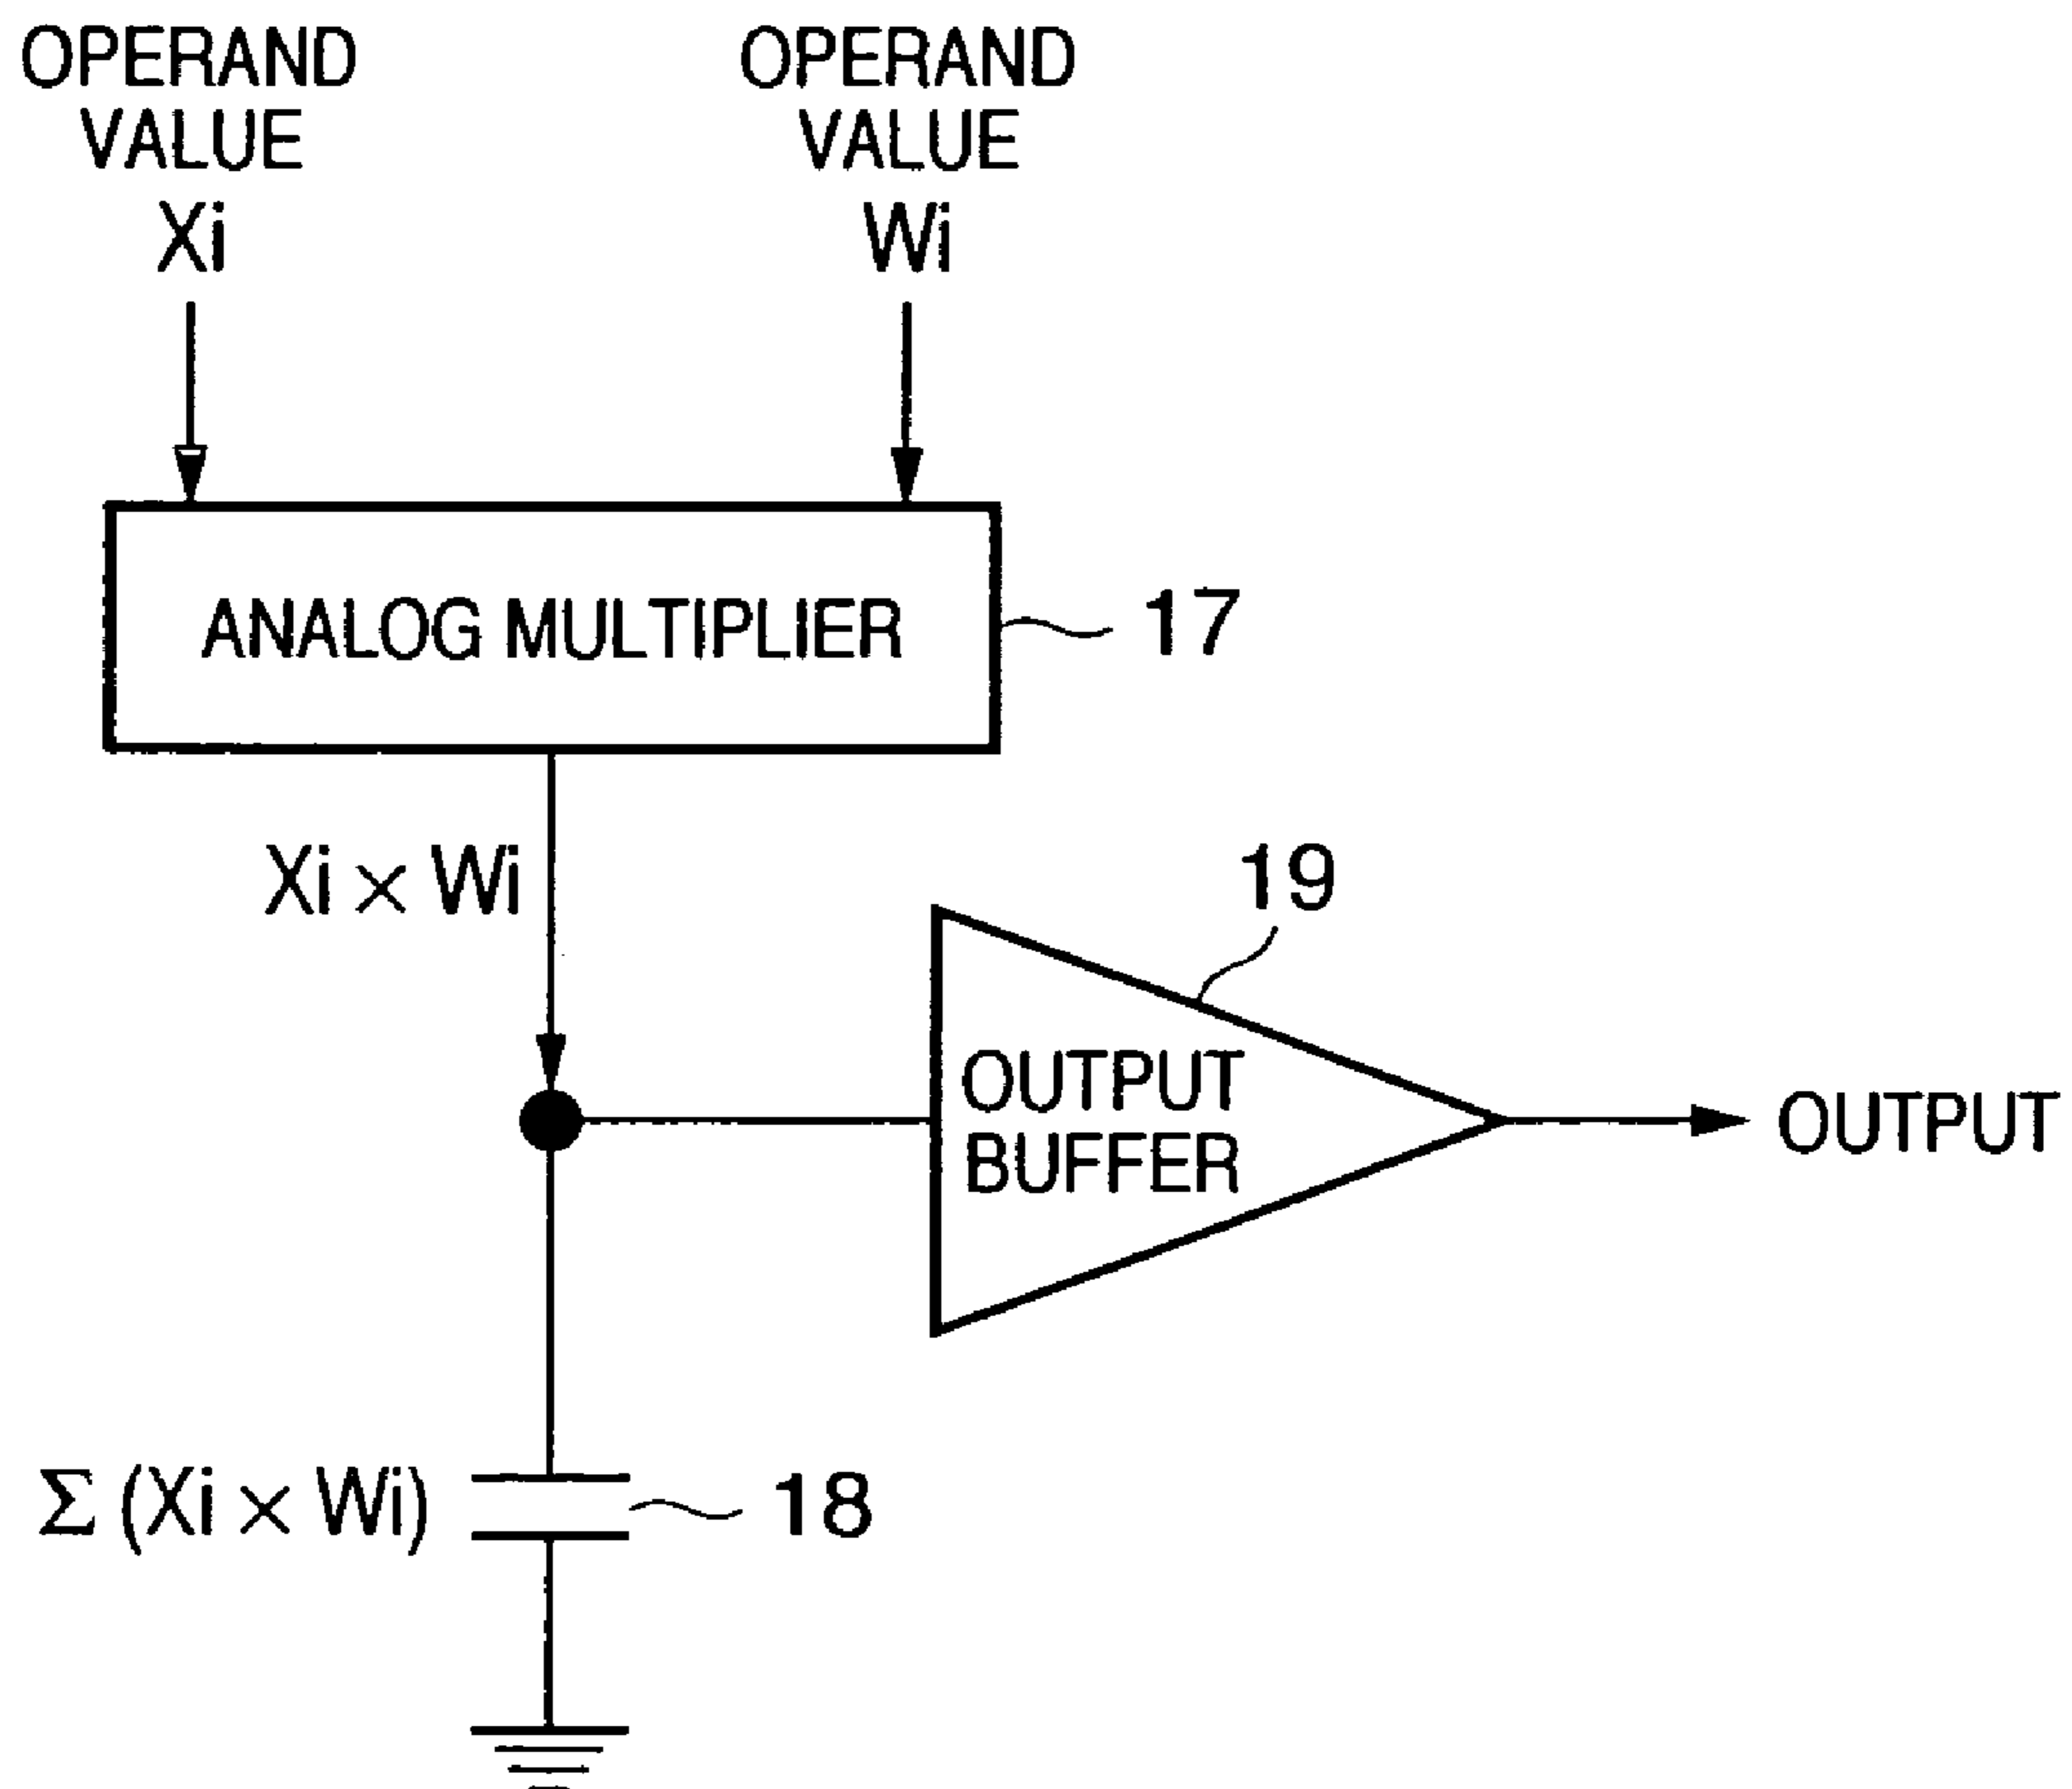 OPERAND
VALUE
Xi
OPERAND
VALUE
Wi
ANALOG MULTIPLIER
17
Xi × Wi
19
OUTPUT
BUFFER
OUTPUT
Σ (Xi × Wi)
18